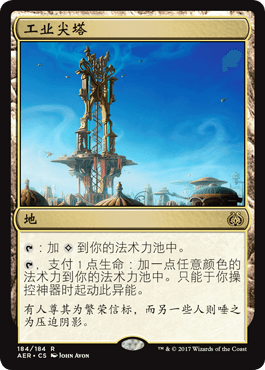 工业尖塔
地
：加◇到你的法术力池中。
，支付1点生命：加一点任意颜色的
法术力到你的法术力池中。只能于你操
控神器时起动此异能。
有人尊其为繁荣信标，而另一些人则唾之
为压迫阴影。
184/184 R
AER • CS JOHN AVON
™ & © 2017 Wizards of the Coast